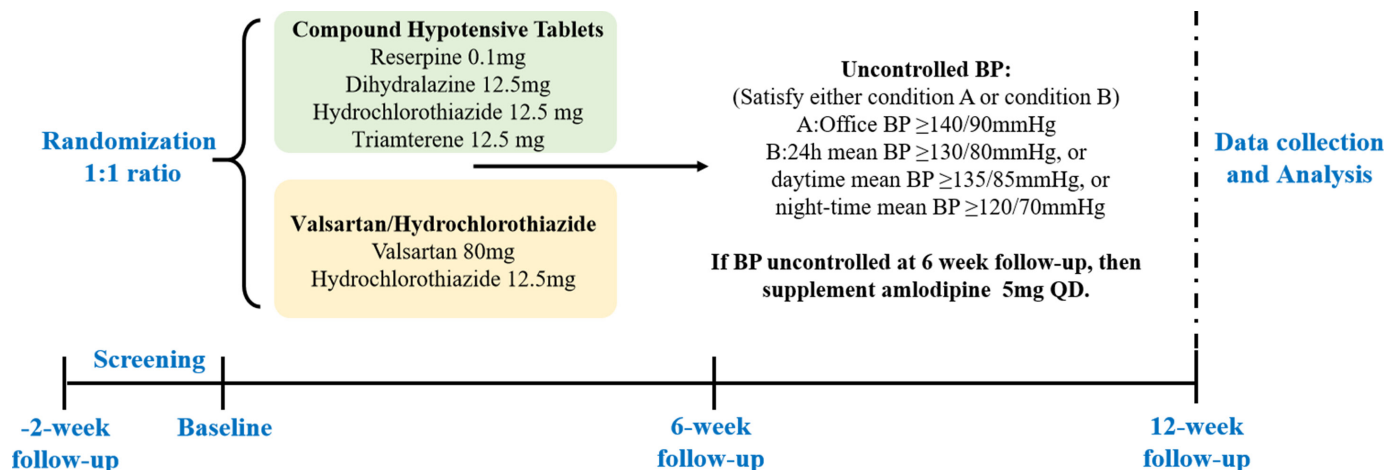 Randomization
1:1 ratio
Compound Hypotensive Tablets
Reserpine 0.1mg
Dihydralazine 12.5mg
Hydrochlorothiazide 12.5 mg
Triamterene 12.5 mg
Valsartan/Hydrochlorothiazide
Valsartan 80mg
Hydrochlorothiazide 12.5mg
Uncontrolled BP:
(Satisfy either condition A or condition B)
A:Office BP ≥140/90mmHg
B:24h mean BP ≥130/80mmHg, or
daytime mean BP ≥135/85mmHg, or
night-time mean BP ≥120/70mmHg
If BP uncontrolled at 6 week follow-up, then
supplement amlodipine 5mg QD.
Data collection
and Analysis
Screening
-2-week
follow-up
Baseline
6-week
follow-up
12-week
follow-up